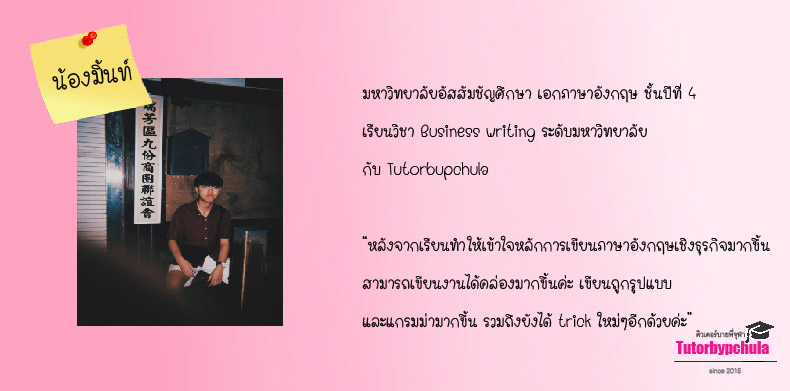 น้องมิ้นท์
瑞芳區九份商圈聯誼會
มหาวิทยาลัยอัสสัมชัญศึกษา เอกภาษาอังกฤษ ชั้นปีที่ 4
เรียนวิชา Business writing ระดับมหาวิทยาลัย
กับ Tutorbupchulo
“หลังจากเรียนทำให้เข้าใจหลักการเขียนภาษาอังกฤษเชิงธุรกิจมากขึ้น
สามารถเขียนงานได้คล่องมากขึ้นค่ะ เขียนถูกรูปแบบ
และแกรมม่ามากขึ้น รวมถึงยังได้ trick ใหม่ๆอีกด้วยค่ะ”
ติวเตอร์บายพี่จุฬา
Tutorbypchula
since 2015